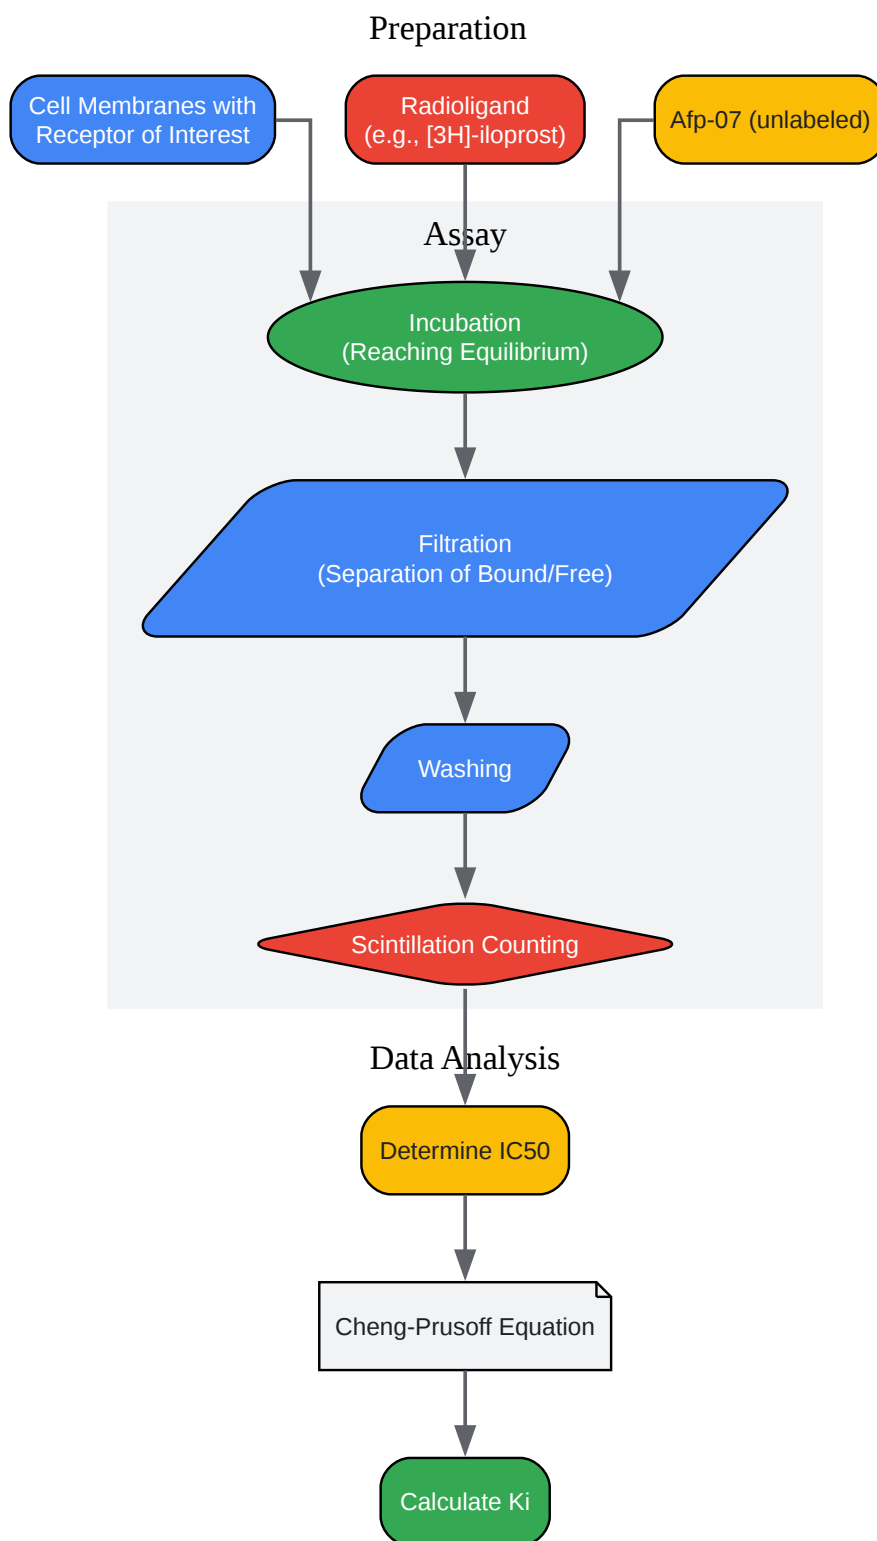 Preparation
Cell Membranes with
Receptor of Interest
Radioligand
(e.g., [3H]-iloprost)
Afp-07 (unlabeled)
Assay
Incubation
(Reaching Equilibrium)
Filtration
(Separation of Bound/Free)
Washing
Scintillation Counting
Data Analysis
Determine IC50
Cheng-Prusoff Equation
Calculate Ki